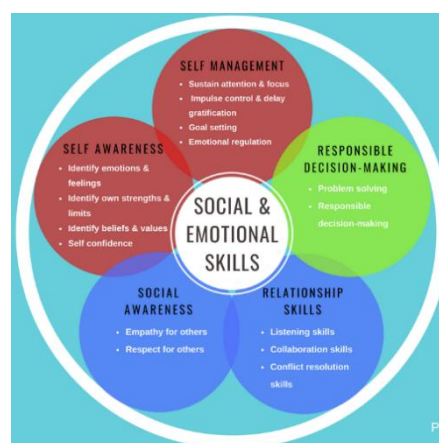 SELF MANAGEMENT
• Sustain attention & focus
• Impulse control & delay
gratification
• Goal setting
• Emotional regulation
SELF AWARENESS
• Identify emotions &
feelings
• Identify own strengths &
limits
• Identify beliefs & values
• Self confidence
RESPONSIBLE
DECISION-MAKING
• Problem solving
• Responsible
decision-making
SOCIAL &
EMOTIONAL
SKILLS
SOCIAL
AWARENESS
• Empathy for others
• Respect for others
RELATIONSHIP
SKILLS
• Listening skills
• Collaboration skills
• Conflict resolution
skills
P